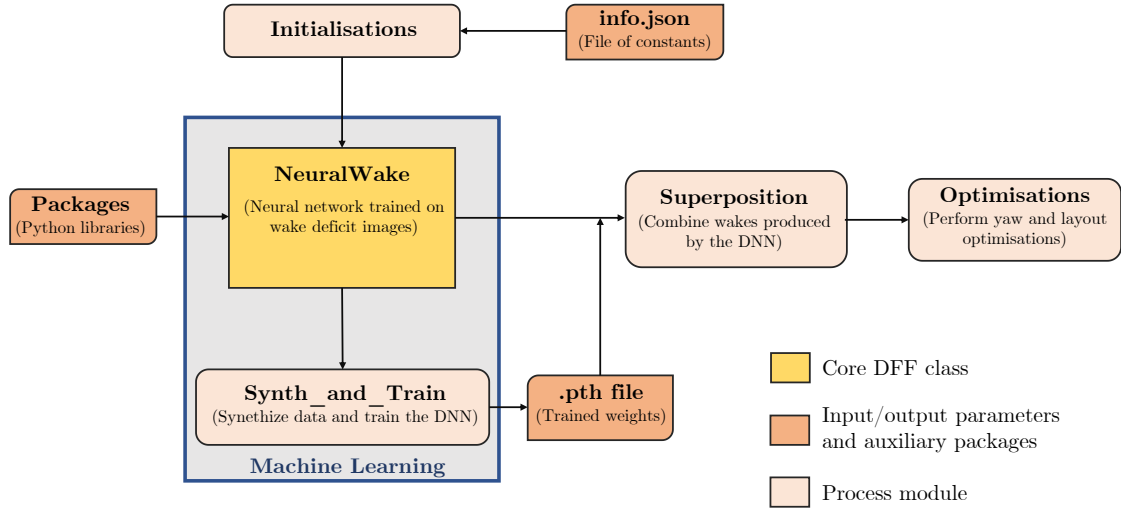 Initialisations
info.json
(File of constants)
NeuralWake
(Neural network trained on
wake deficit images)
Packages
(Python libraries)
Superposition
(Combine wakes produced
by the DNN)
Optimisations
(Perform yaw and layout
optimisations)
Synth_and_Train
(Synethize data and train the DNN)
.pth file
(Trained weights)
Machine Learning
Core DFF class
Input/output parameters
and auxiliary packages
Process module